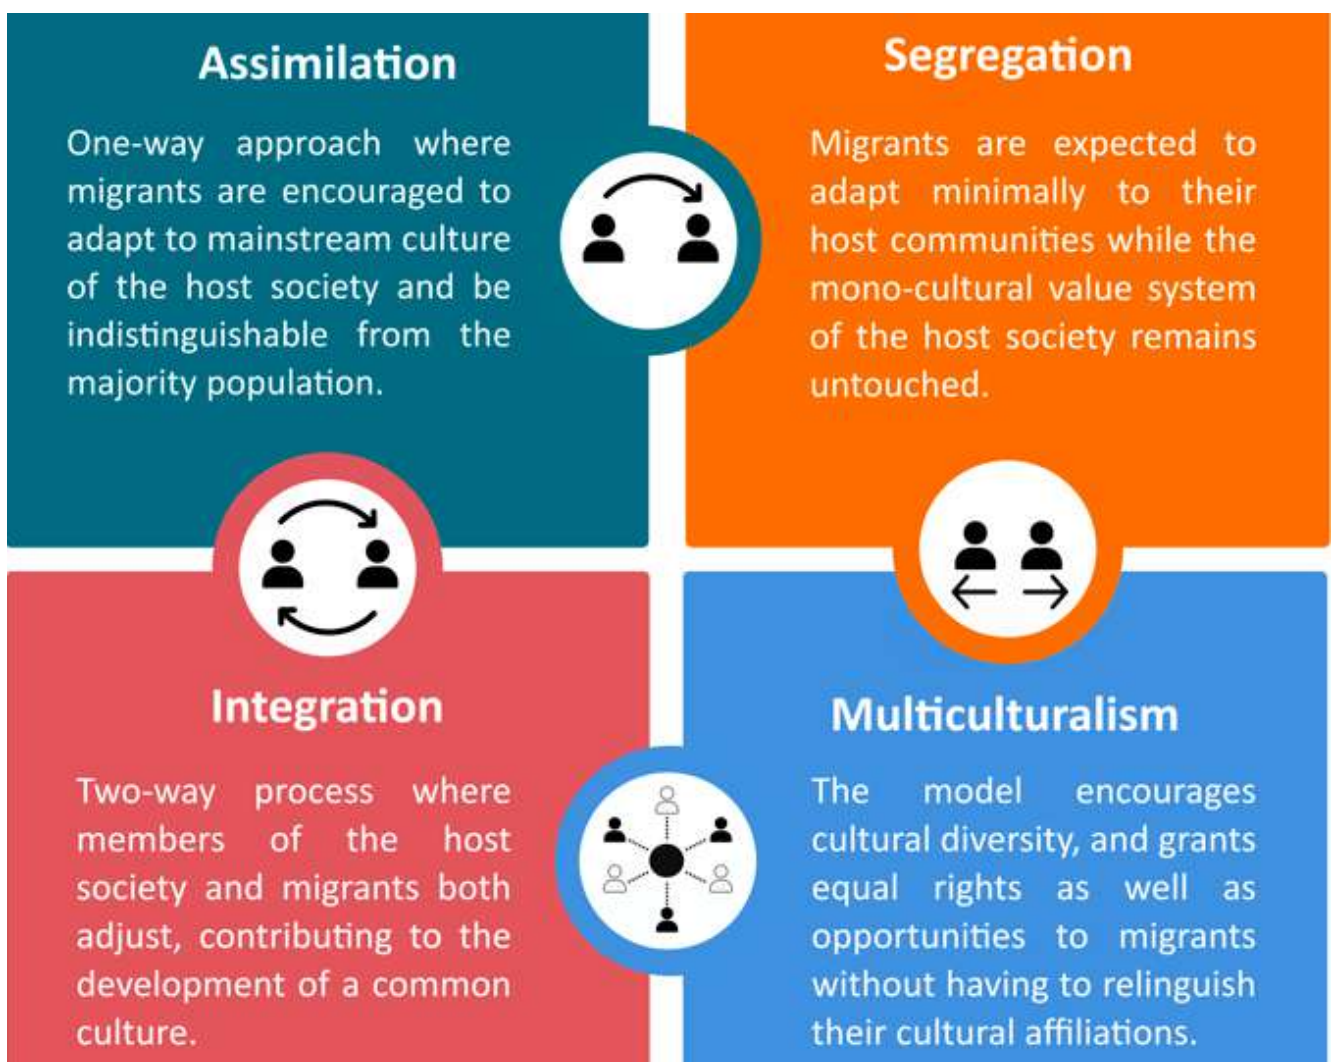 Assimilation
One-way approach where
migrants are encouraged to
adapt to mainstream culture
of the host society and be
indistinguishable from the
majority population.
Segregation
Migrants are expected to
adapt minimally to their
host communities while the
mono-cultural value system
of the host society remains
untouched.
Integration
Two-way process where
members of the host
society and migrants both
adjust, contributing to the
development of a common
culture.
Multiculturalism
The model encourages
cultural diversity, and grants
equal rights as well as
opportunities to migrants
without having to relinguish
their cultural affiliations.